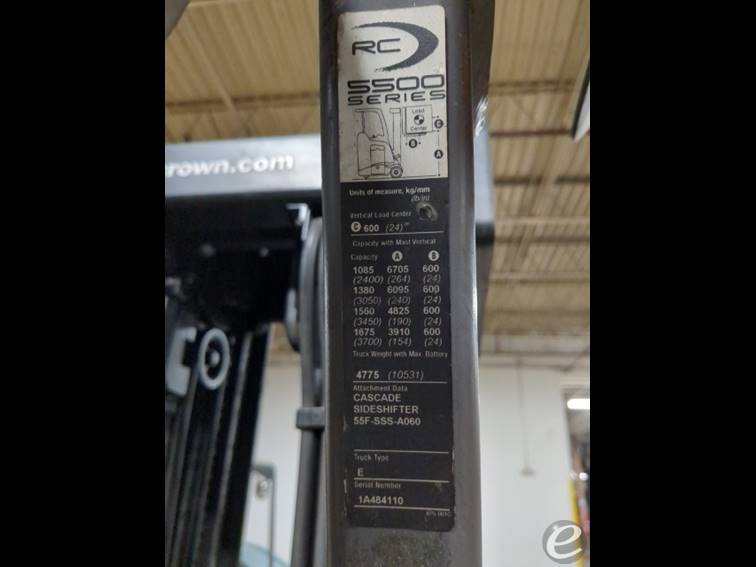 RC
5500
SERIES
Load
Center
C
B
A
Units of measure, kg/mm
(lb/in)
Vertical Load Center
C 600 (24)"
Capacity with Mast Vertical
Capacity A B
1085 6705 600
(2400) (264) (24)
1380 6095 600
(3050) (240) (24)
1560 4825 600
(3450) (190) (24)
1675 3910 600
(3700) (154) (24)
Truck Weight with Max. Battery
4775 (10531)
Attachment Data
CASCADE
SIDESHIFTER
55F-SSS-A060
Truck Type
E
Serial Number
1A484110
rown.com
e